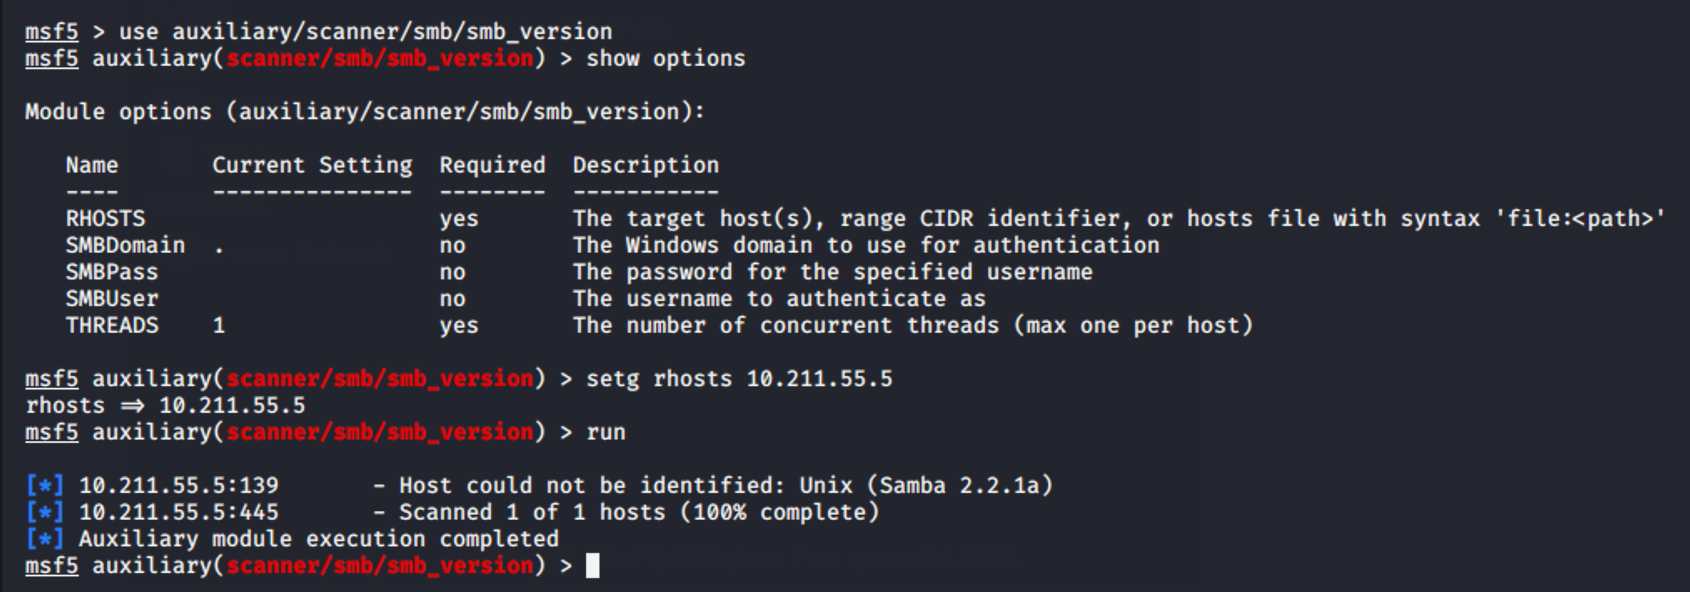 msf5 > use auxiliary/scanner/smb/smb_version
msf5 auxiliary(scanner/smb/smb_version) > show options
Module options (auxiliary/scanner/smb/smb_version):
Name Current Setting Required Description
---- --------------- -------- -----------
RHOSTS yes The target host(s), range CIDR identifier, or hosts file with syntax 'file:<path>'
SMBDomain . no The Windows domain to use for authentication
SMBPass no The password for the specified username
SMBUser no The username to authenticate as
THREADS 1 yes The number of concurrent threads (max one per host)
msf5 auxiliary(scanner/smb/smb_version) > setg rhosts 10.211.55.5
rhosts => 10.211.55.5
msf5 auxiliary(scanner/smb/smb_version) > run
[*] 10.211.55.5:139 - Host could not be identified: Unix (Samba 2.2.1a)
[*] 10.211.55.5:445 - Scanned 1 of 1 hosts (100% complete)
[*] Auxiliary module execution completed
msf5 auxiliary(scanner/smb/smb_version) >